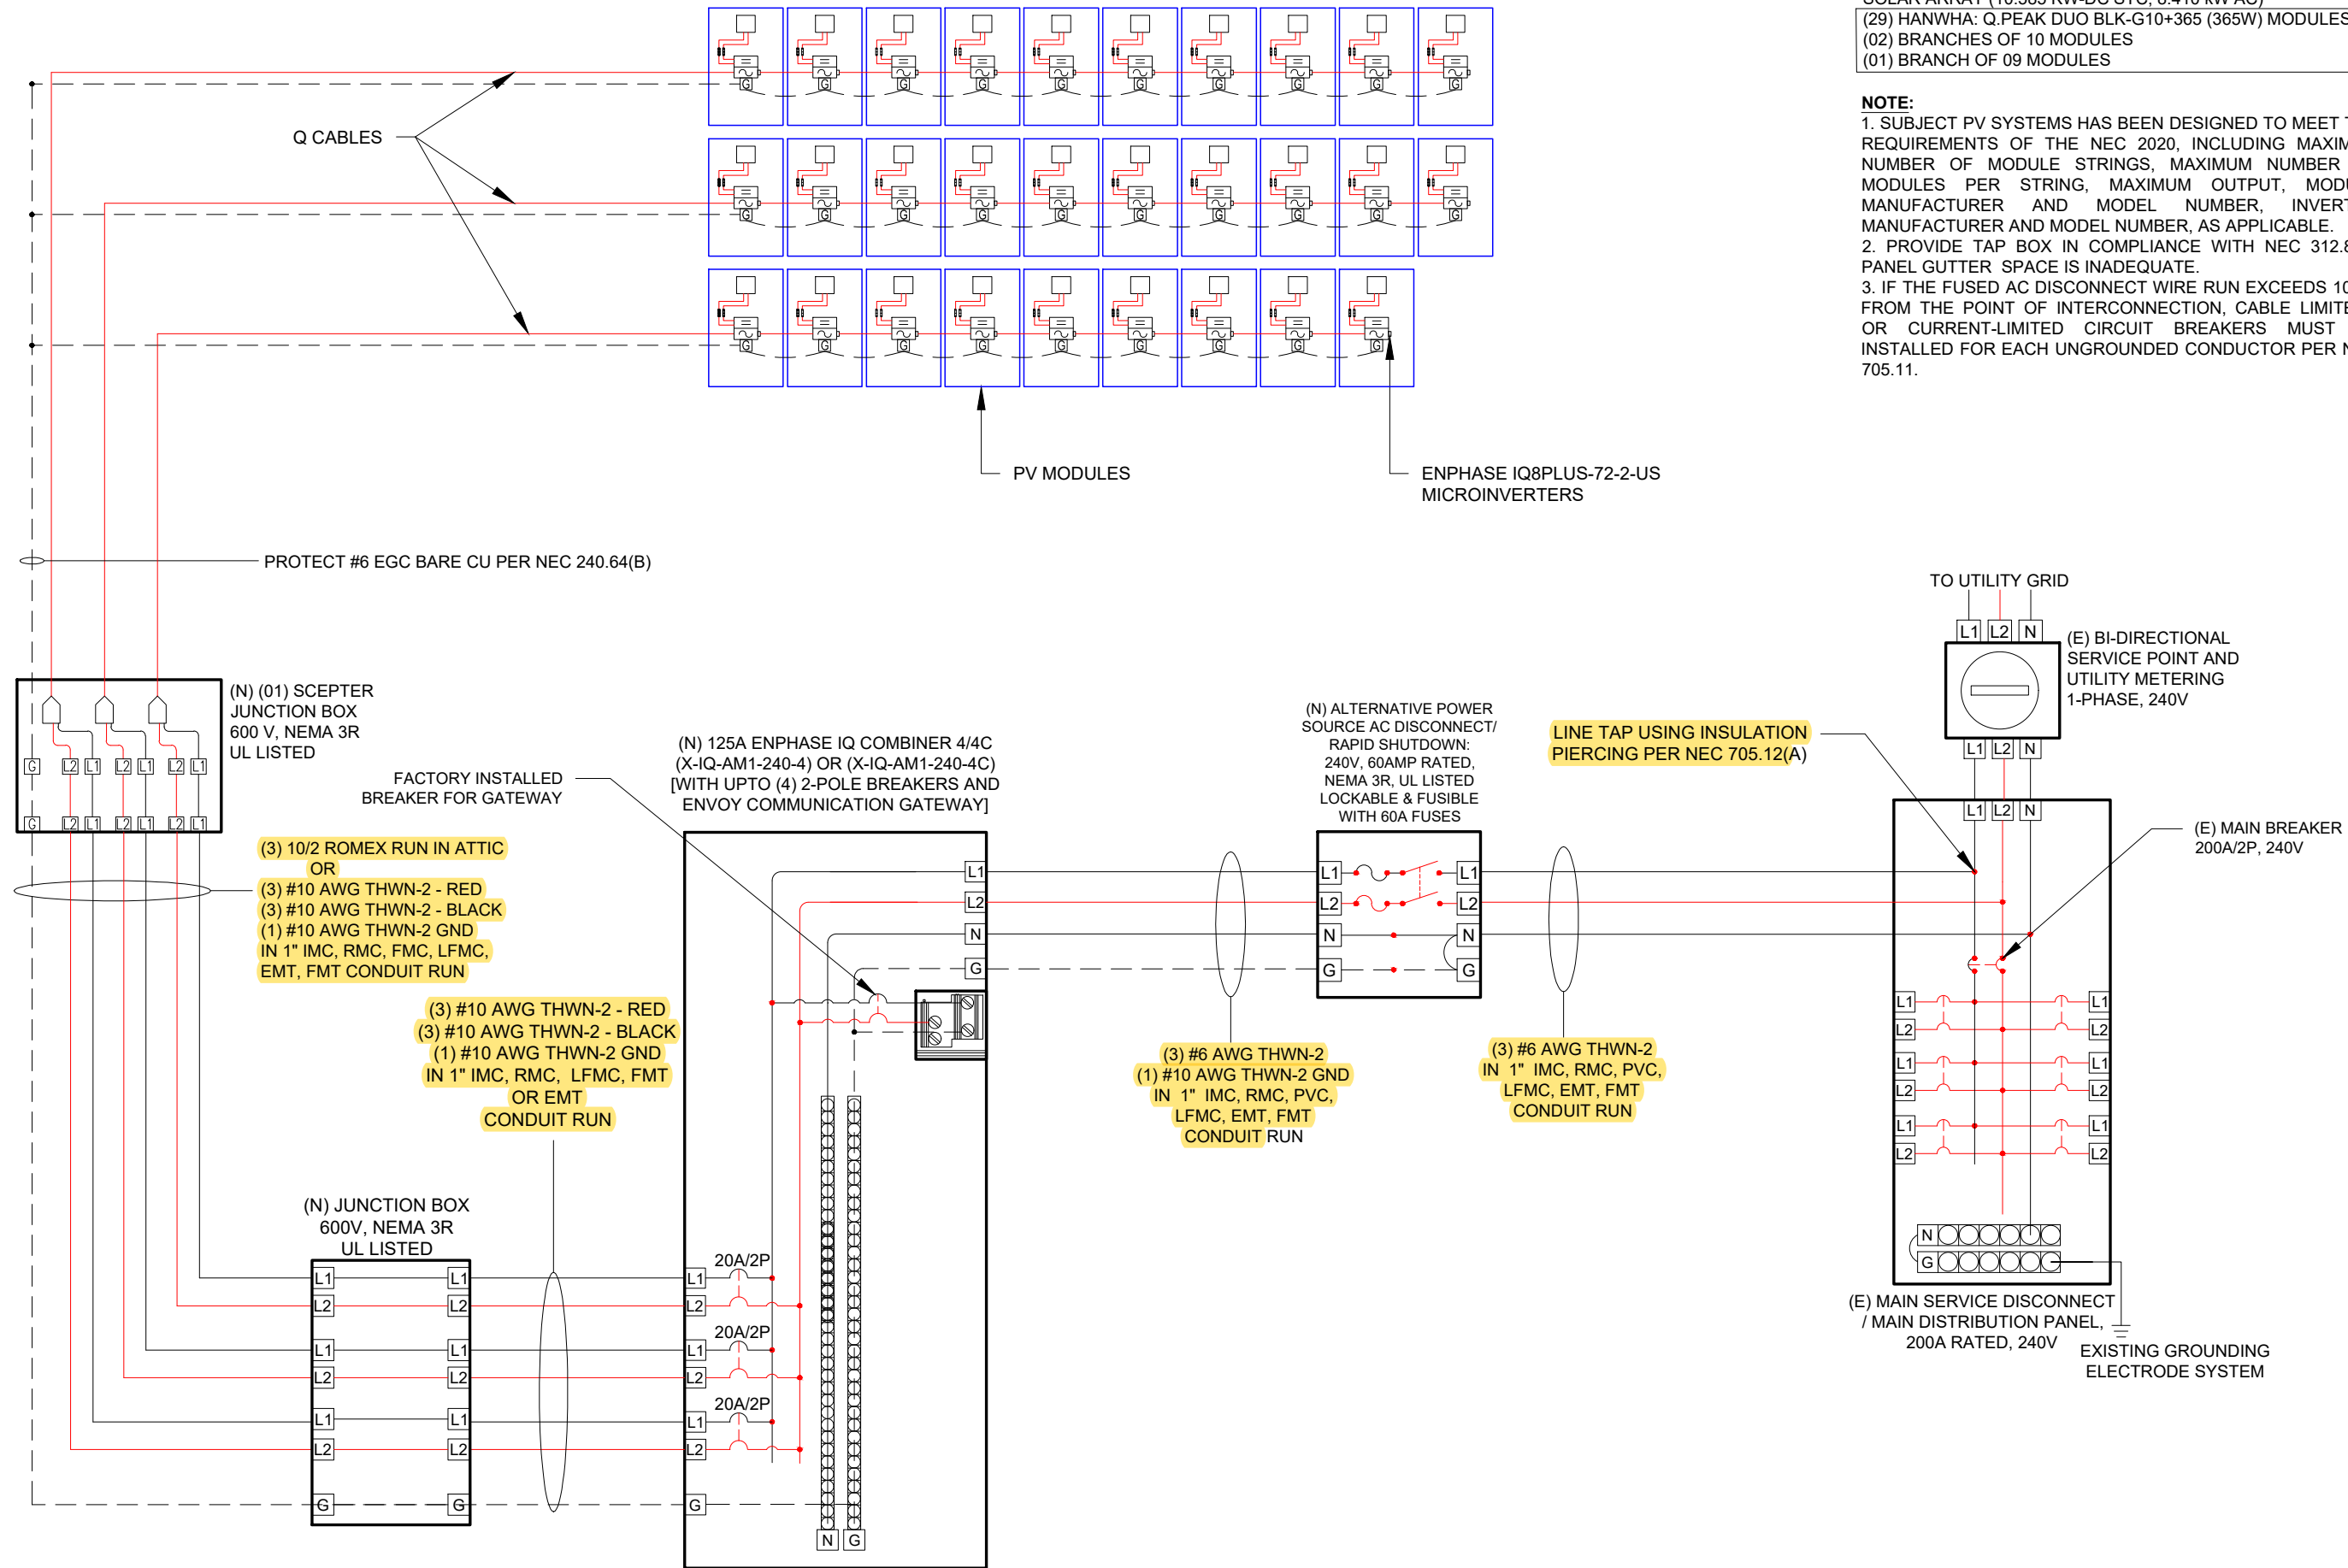 (29) HANWHA: Q.PEAK DUO BLK-G10+365 (365W) MODULES
(02) BRANCHES OF 10 MODULES
(01) BRANCH OF 09 MODULES
NOTE:
1. SUBJECT PV SYSTEMS HAS BEEN DESIGNED TO MEET
REQUIREMENTS OF THE NEC 2020, INCLUDING
NUMBER OF MODULE STRINGS, MAXIMUM NUMBER
MODULES PER STRING, MAXIMUM OUTPUT,
MANUFACTURER AND MODEL NUMBER,
MANUFACTURER AND MODEL NUMBER, AS APPLICABLE.
2. PROVIDE TAP BOX IN COMPLIANCE WITH NEC
PANEL GUTTER SPACE IS INADEQUATE.
3. IF THE FUSED AC DISCONNECT WIRE RUN EXCEEDS
FROM THE POINT OF INTERCONNECTION, CABLE
OR CURRENT-LIMITED CIRCUIT BREAKERS MUST
INSTALLED FOR EACH UNGROUNDED CONDUCTOR PER
705.11.
G G G G G G G G G G
Q CABLES
G G G G G G G G G G
G G G G G G G G G
PV MODULES
ENPHASE IQ8PLUS-72-2-US
MICROINVERTERS
PROTECT #6 EGC BARE CU PER NEC 240.64(B)
TO UTILITY GRID
L1 L2 N
(E) BI-DIRECTIONAL
SERVICE POINT AND
UTILITY METERING
1-PHASE, 240V
L1 L2 N
(N) (01) SCEPTER
JUNCTION BOX
600 V, NEMA 3R
UL LISTED
G L2 L1 L2 L1 L2 L1
G L2 L1 L2 L1 L2 L1
FACTORY INSTALLED
BREAKER FOR GATEWAY
(N) 125A ENPHASE IQ COMBINER 4/4C
(X-IQ-AM1-240-4) OR (X-IQ-AM1-240-4C)
[WITH UPTO (4) 2-POLE BREAKERS AND
ENVOY COMMUNICATION GATEWAY]
(N) ALTERNATIVE POWER
SOURCE AC DISCONNECT/
RAPID SHUTDOWN:
240V, 60AMP RATED,
NEMA 3R, UL LISTED
LOCKABLE & FUSIBLE
WITH 60A FUSES
LINE TAP USING INSULATION
PIERCING PER NEC 705.12(A)
L1 L2 N
(E) MAIN BREAKER
200A/2P, 240V
(3) 10/2 ROMEX RUN IN ATTIC
OR
(3) #10 AWG THWN-2 - RED
(3) #10 AWG THWN-2 - BLACK
(1) #10 AWG THWN-2 GND
IN 1" IMC, RMC, FMC, LFMC,
EMT, FMT CONDUIT RUN
L1 L1 L1
L2 L2 L2
N N N
G G G
(3) #10 AWG THWN-2 - RED
(3) #10 AWG THWN-2 - BLACK
(1) #10 AWG THWN-2 GND
IN 1" IMC, RMC, LFMC, FMT
OR EMT
CONDUIT RUN
(3) #6 AWG THWN-2
(1) #10 AWG THWN-2 GND
IN 1" IMC, RMC, PVC,
LFMC, EMT, FMT
CONDUIT RUN
(3) #6 AWG THWN-2
IN 1" IMC, RMC, PVC,
LFMC, EMT, FMT
CONDUIT RUN
L1 L1
L2 L2
L1 L1
L2 L2
L1 L1
L2 L2
(N) JUNCTION BOX
600V, NEMA 3R
UL LISTED
20A/2P
L1 L1 L1
L2 L2 L2
20A/2P
L1 L1 L1
L2 L2 L2
20A/2P
L1 L1 L1
L2 L2 L2
G G G
N G
N
G
(E) MAIN SERVICE DISCONNECT
/ MAIN DISTRIBUTION PANEL,
200A RATED, 240V
EXISTING GROUNDING
ELECTRODE SYSTEM